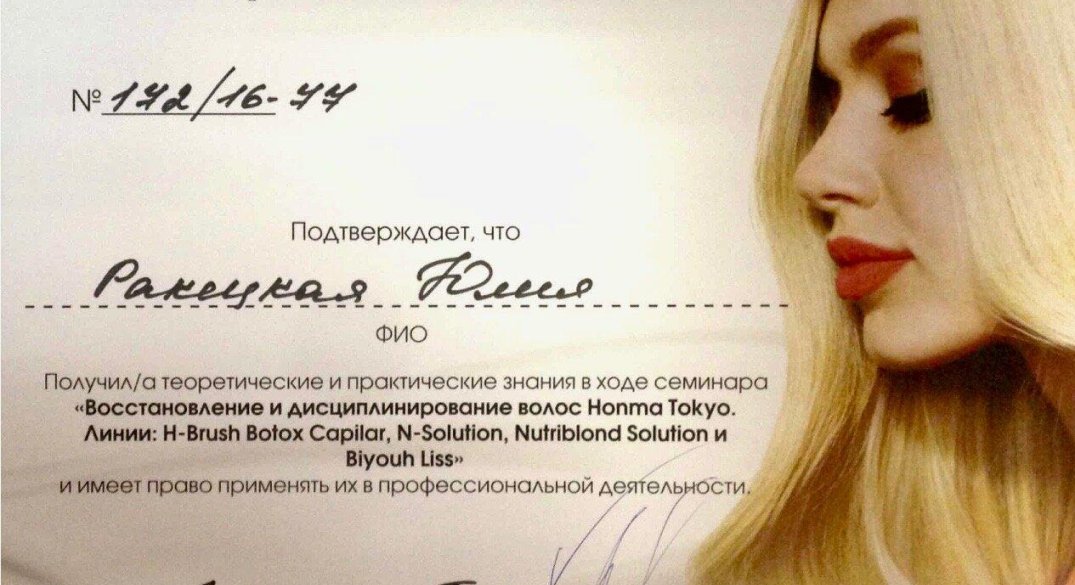 № 172/16-77
Подтверждает, что
Ракицкая Юлия
ФИО
Получил/а теоретические и практические знания в ходе семинара
«Восстановление и дисциплинирование волос Honma Tokyo.
Линии: H-Brush Botox Capilar, N-Solution, Nutriblond Solution и
Biyouh Liss»
и имеет право применять их в профессиональной деятельности.